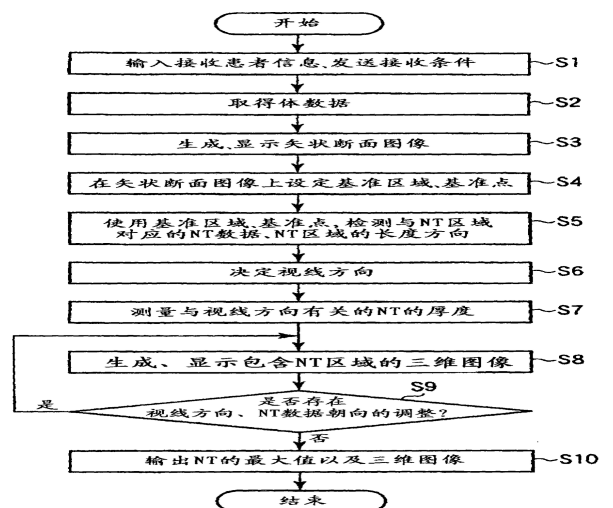 开始
输入接收患者信息、发送接收条件
S1
取得体数据
S2
生成、显示矢状断面图像
S3
在矢状断面图像上设定基准区域、基准点
S4
使用基准区域、基准点,检测与NT区域
对应的NT数据、NT区域的长度方向
S5
决定视线方向
S6
测量与视线方向有关的NT的厚度
S7
生成、显示包含NT区域的三维图像
S8
S9
是否存在
视线方向、NT数据朝向的调整?
是
否
输出NT的最大值以及三维图像
S10
结束